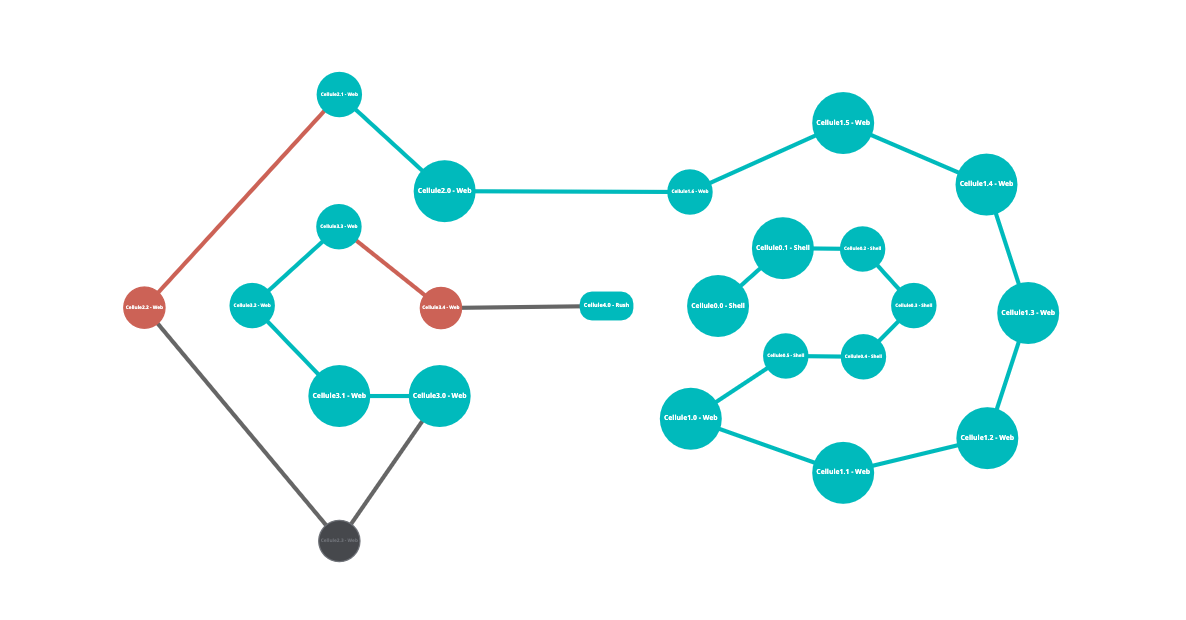 Cellule2.1 - Web
Cellule1.5 - Web
Cellule1.4 - Web
Cellule2.0 - Web
Cellule1.6 - Web
Cellule3.3 - Web
Cellule0.1 - Shell
Cellule0.2 - Shell
Cellule2.2 - Web
Cellule3.2 - Web
Cellule3.4 - Web
Cellule4.0 - Rush
Cellule0.0 - Shell
Cellule0.3 - Shell
Cellule1.3 - Web
Cellule0.5 - Shell
Cellule0.4 - Shell
Cellule3.1 - Web
Cellule3.0 - Web
Cellule1.0 - Web
Cellule1.2 - Web
Cellule1.1 - Web
Cellule2.3 - Web